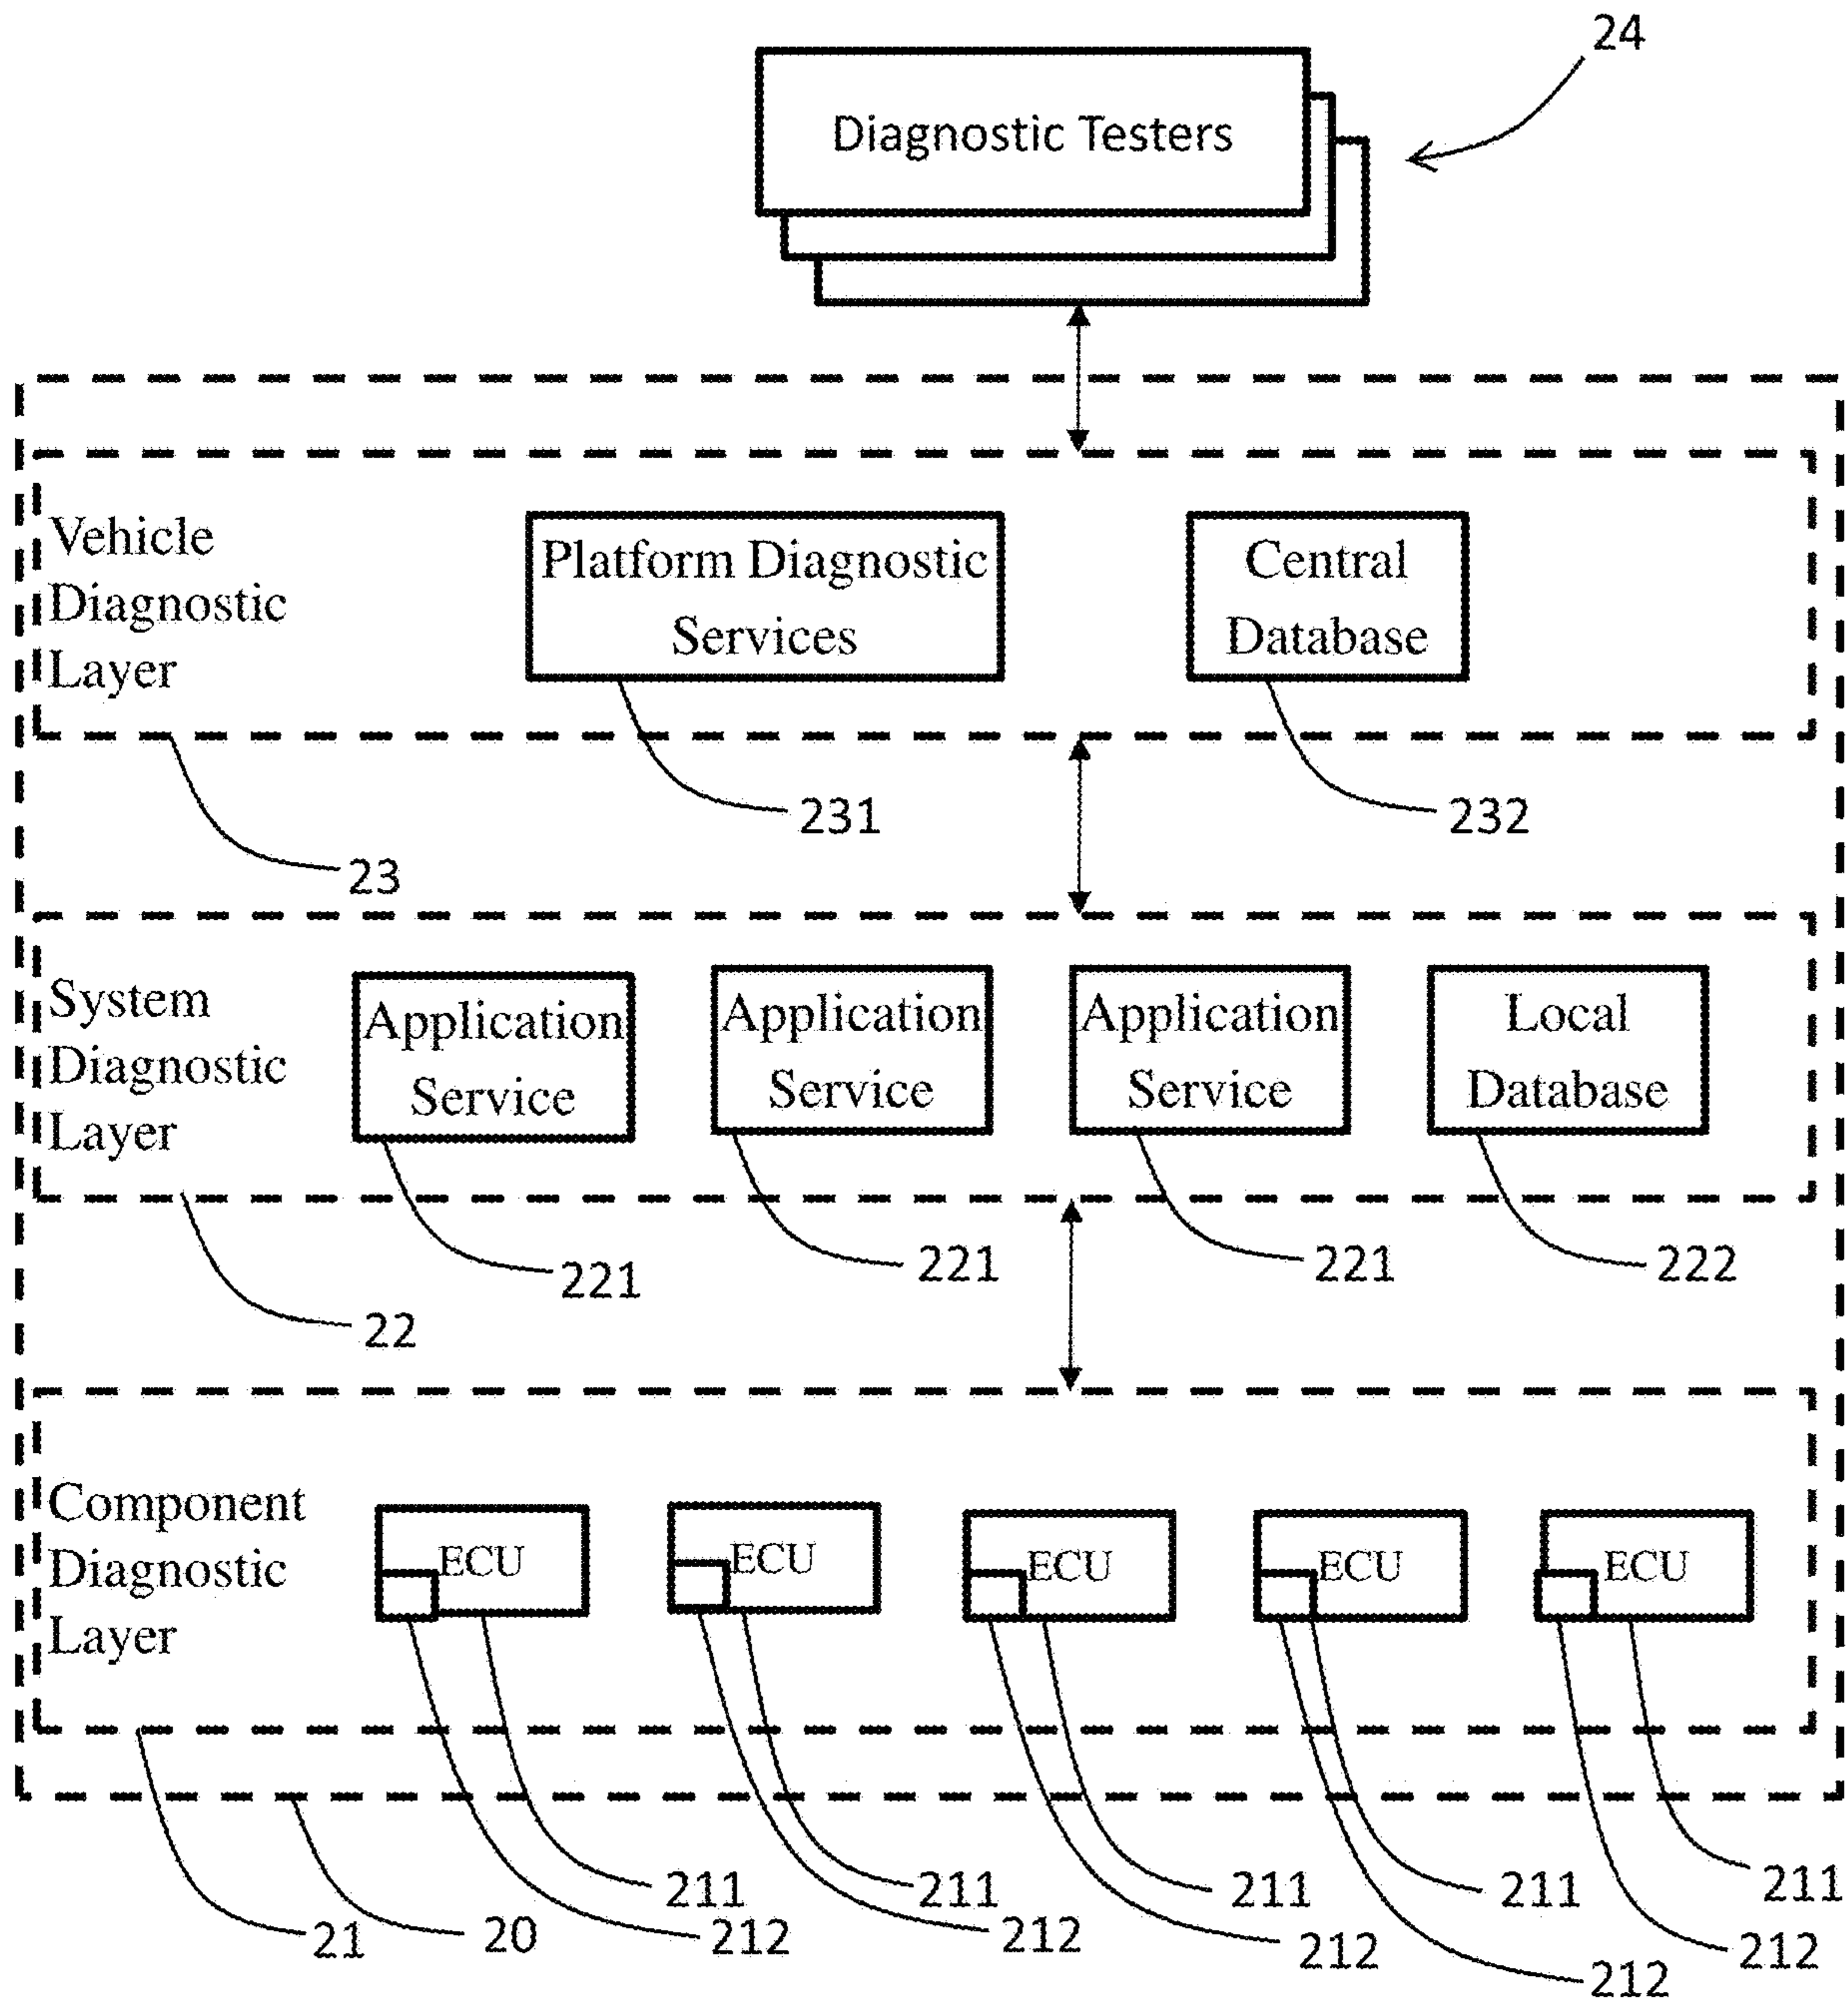 24
Diagnostic Testers
Vehicle
Diagnostic
Layer
Platform Diagnostic
Services
Central
Database
231
232
23
System
Diagnostic
Layer
Application
Service
Application
Service
Application
Service
Local
Database
221
221
221
222
22
Component
Diagnostic
Layer
ECU
ECU
ECU
ECU
ECU
211
211
211
211
211
21
20
212
212
212
212
212